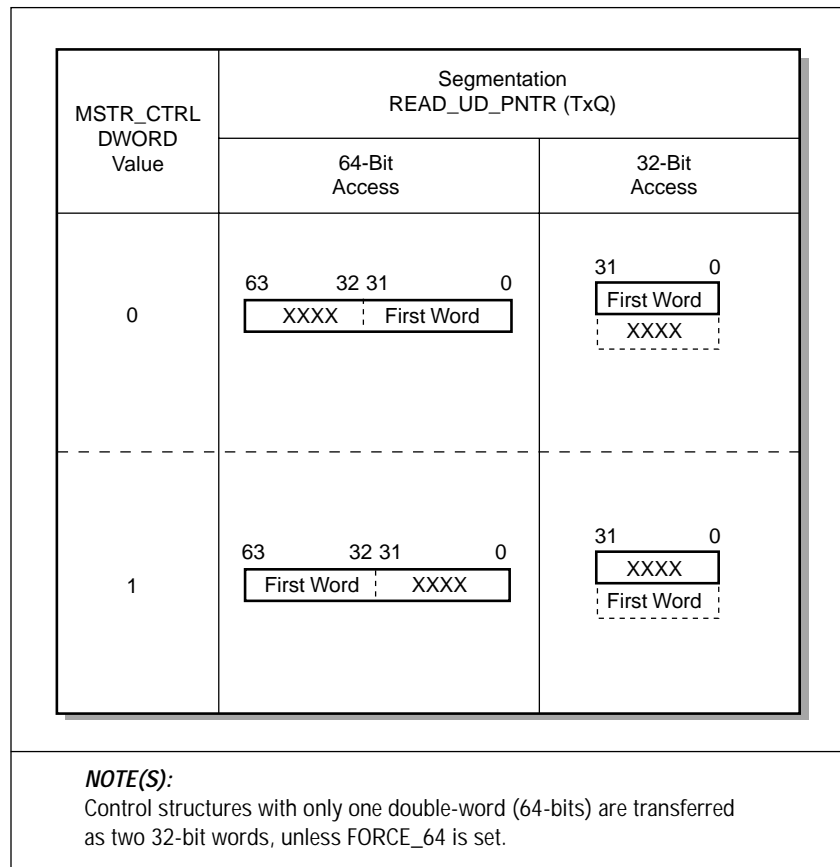 MSTR_CTRL
DWORD
Value
Segmentation
READ_UD_PNTR (TxQ)
64-Bit
Access
32-Bit
Access
0
63 32 31 0
XXXX First Word
31 0
First Word
XXXX
1
63 32 31 0
First Word XXXX
31 0
XXXX
First Word
NOTE(S):
Control structures with only one double-word (64-bits) are transferred
as two 32-bit words, unless FORCE_64 is set.